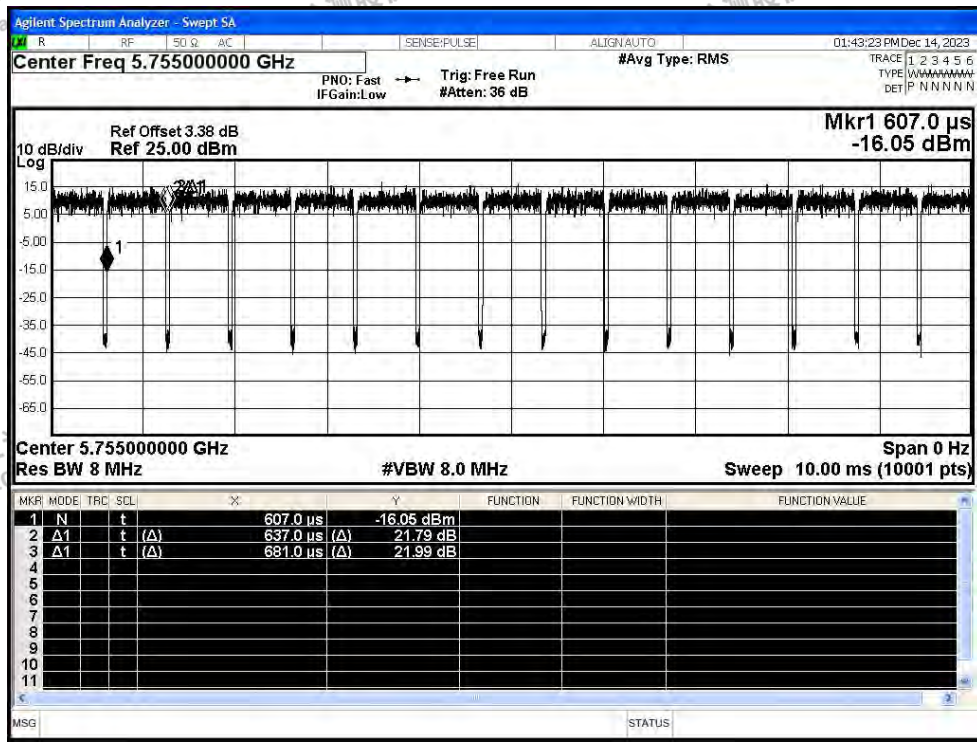 Agilent Spectrum Analyzer - Swept SA
R RF 50 Ω AC SENSE:PULSE ALIGN AUTO 01:43:23 PM Dec 14, 2023
Center Freq 5.755000000 GHz
PNO: Fast
IFGain:Low
Trig: Free Run
#Atten: 36 dB
#Avg Type: RMS
TRACE 1 2 3 4 5 6
TYPE WWWWWW
DET P N N N N N
Mkr1 607.0 µs
-16.05 dBm
Ref Offset 3.38 dB
10 dB/div Ref 25.00 dBm
Log
15.0
5.00
-5.00
-15.0
-25.0
-35.0
-45.0
-55.0
-65.0
1
Center 5.755000000 GHz Span 0 Hz
Res BW 8 MHz #VBW 8.0 MHz Sweep 10.00 ms (10001 pts)
MKR MODE TRC SCL X Y FUNCTION FUNCTION WIDTH FUNCTION VALUE
1 N t 607.0 µs -16.05 dBm
2 Δ1 t (Δ) 637.0 µs (Δ) 21.79 dB
3 Δ1 t (Δ) 681.0 µs (Δ) 21.99 dB
4
5
6
7
8
9
10
11
MSG STATUS